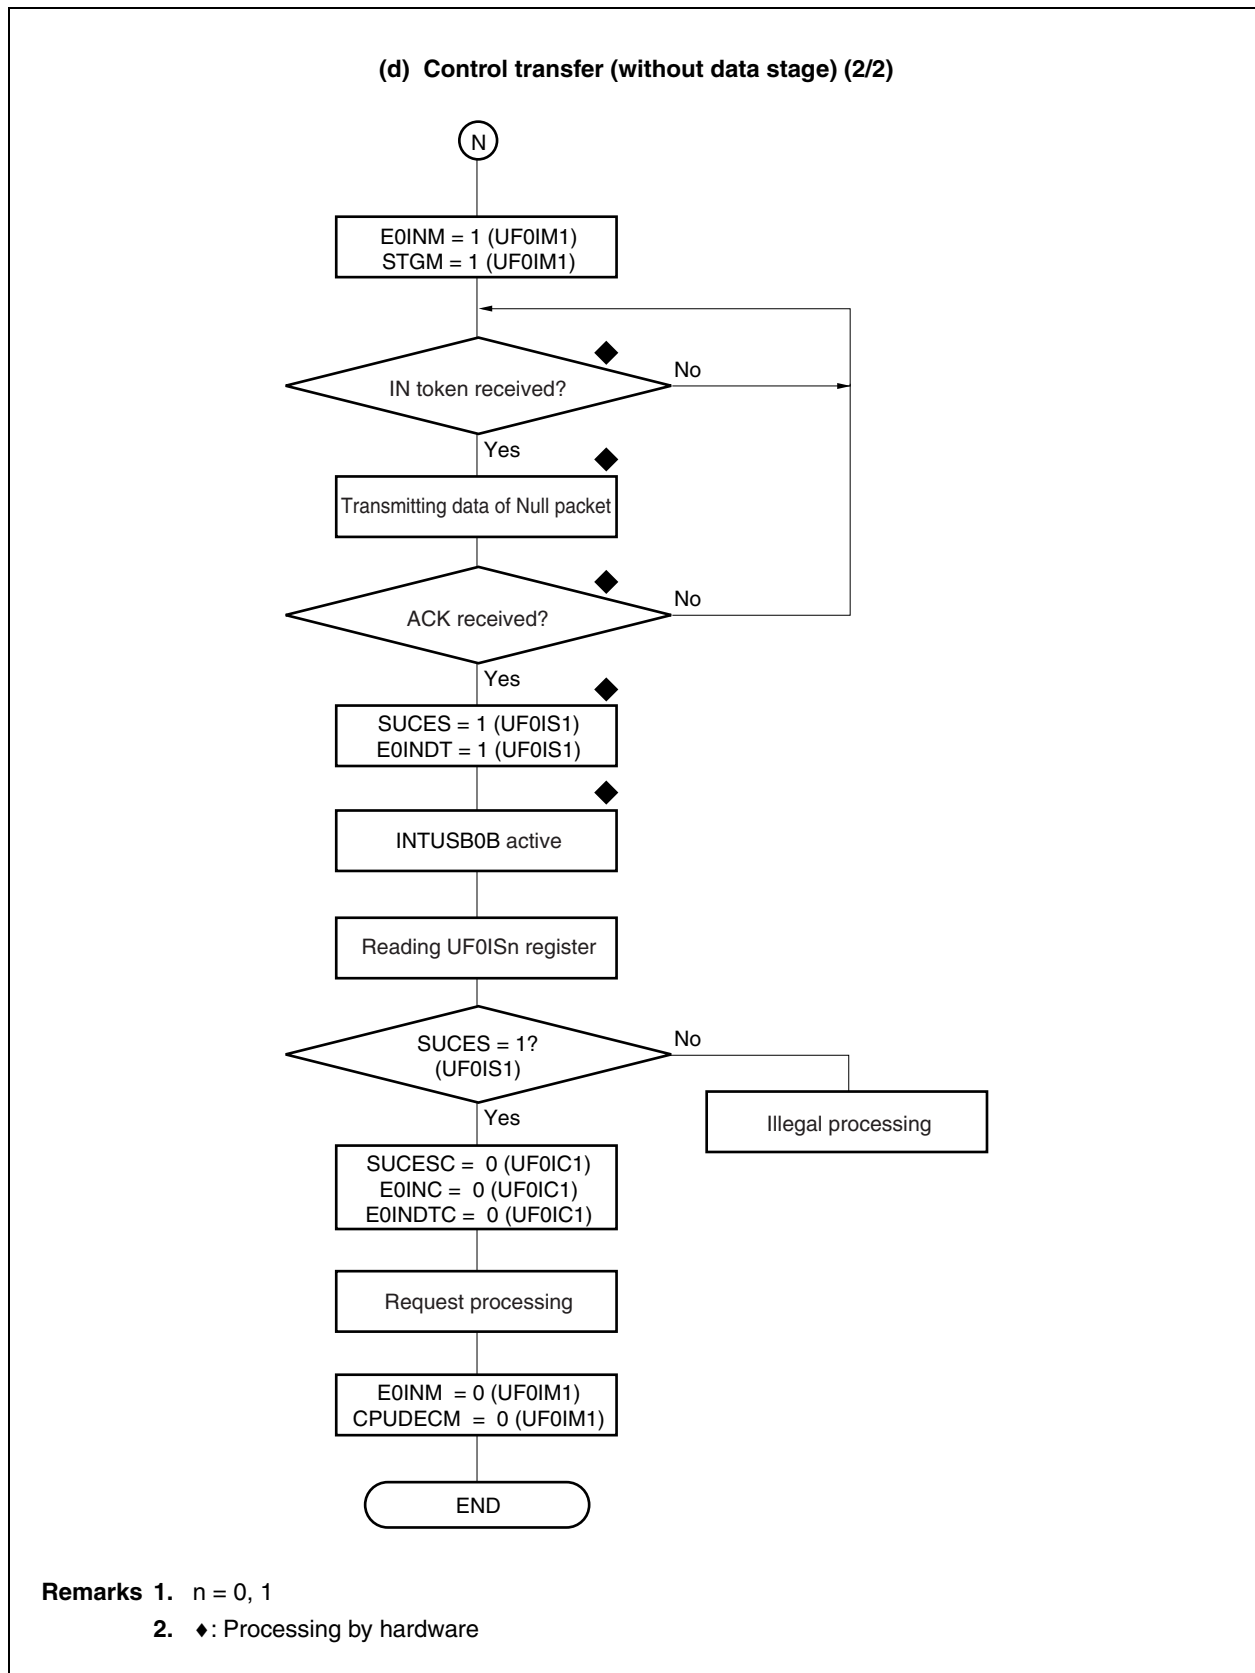 (d) Control transfer (without data stage) (2/2)
N
E0INM = 1 (UF0IM1)
STGM = 1 (UF0IM1)
IN token received?
No
Yes
Transmitting data of Null packet
ACK received?
No
Yes
SUCES = 1 (UF0IS1)
E0INDT = 1 (UF0IS1)
INTUSB0B active
Reading UF0ISn register
SUCES = 1?
(UF0IS1)
No
Yes
Illegal processing
SUCESC = 0 (UF0IC1)
E0INC = 0 (UF0IC1)
E0INDTC = 0 (UF0IC1)
Request processing
E0INM = 0 (UF0IM1)
CPUDECM = 0 (UF0IM1)
END
Remarks 1. n = 0, 1
2. ♦: Processing by hardware